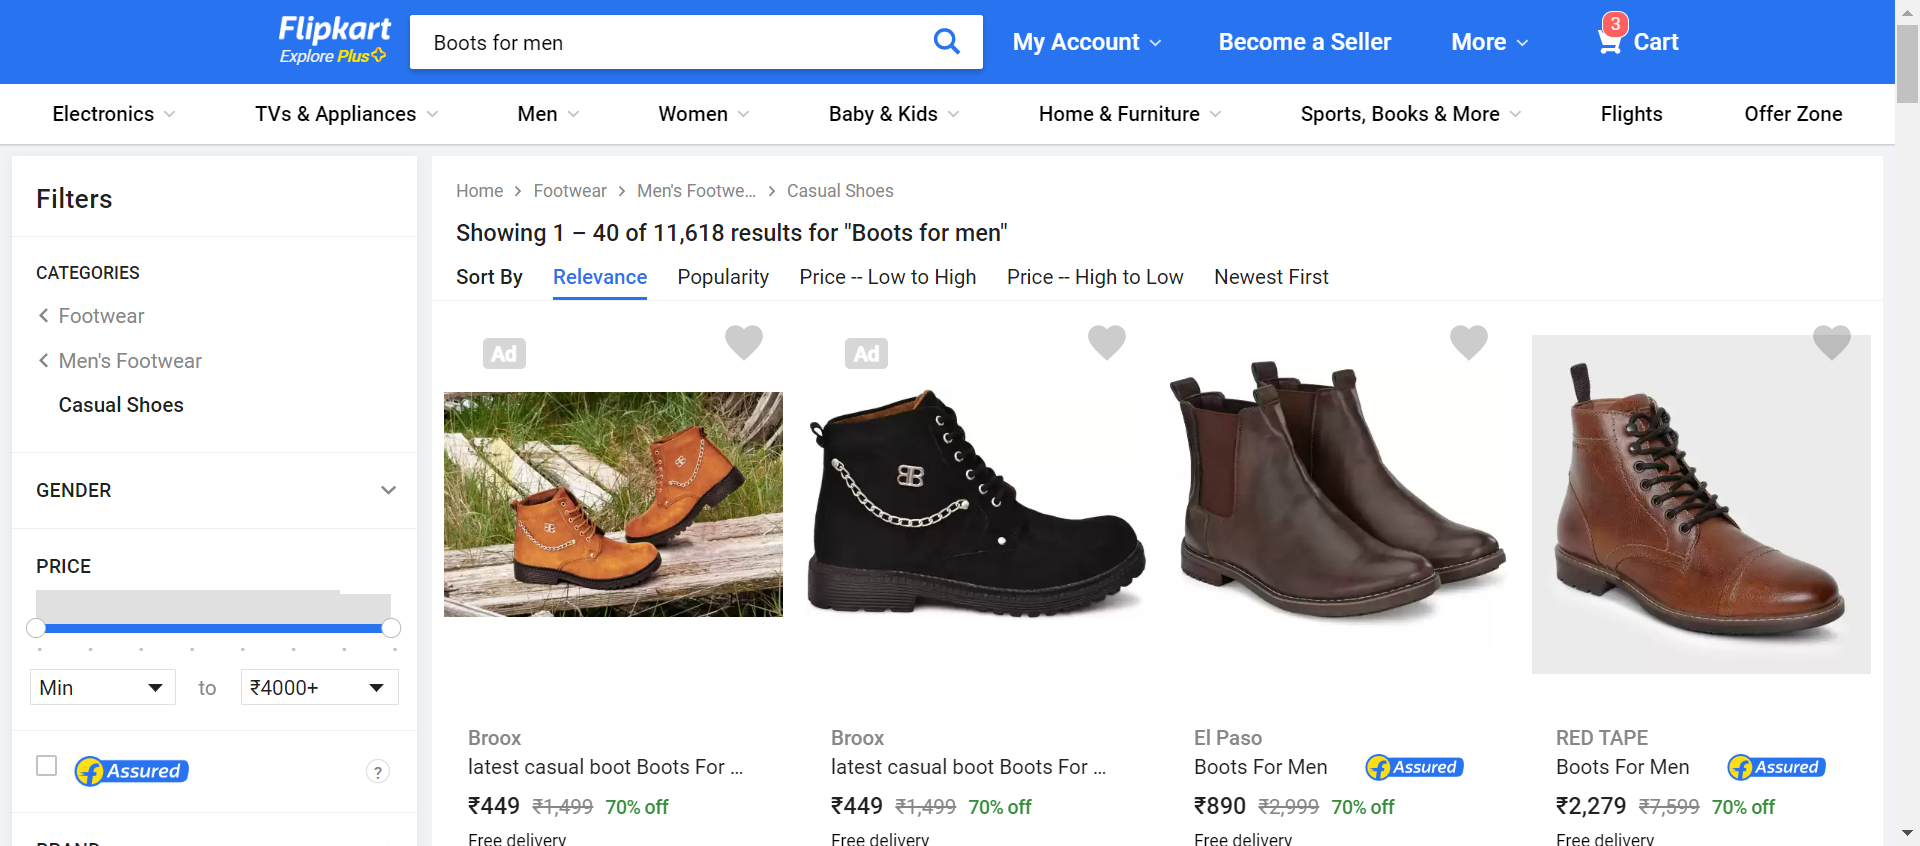 Flipkart
Explore Plus
Boots for men
My Account
Become a Seller
More
3
Cart
Electronics
TVs & Appliances
Men
Women
Baby & Kids
Home & Furniture
Sports, Books & More
Flights
Offer Zone
Filters
CATEGORIES
Footwear
Men's Footwear
Casual Shoes
GENDER
PRICE
Min to ₹4000+
Assured
?
BRAND
Home > Footwear > Men's Footwe... > Casual Shoes
Showing 1 – 40 of 11,618 results for "Boots for men"
Sort By Relevance Popularity Price -- Low to High Price -- High to Low Newest First
Ad
Broox
latest casual boot Boots For ...
₹449 ₹1,499 70% off
Free delivery
Ad
Broox
latest casual boot Boots For ...
₹449 ₹1,499 70% off
Free delivery
El Paso
Boots For Men Assured
₹890 ₹2,999 70% off
Free delivery
RED TAPE
Boots For Men Assured
₹2,279 ₹7,599 70% off
Free delivery